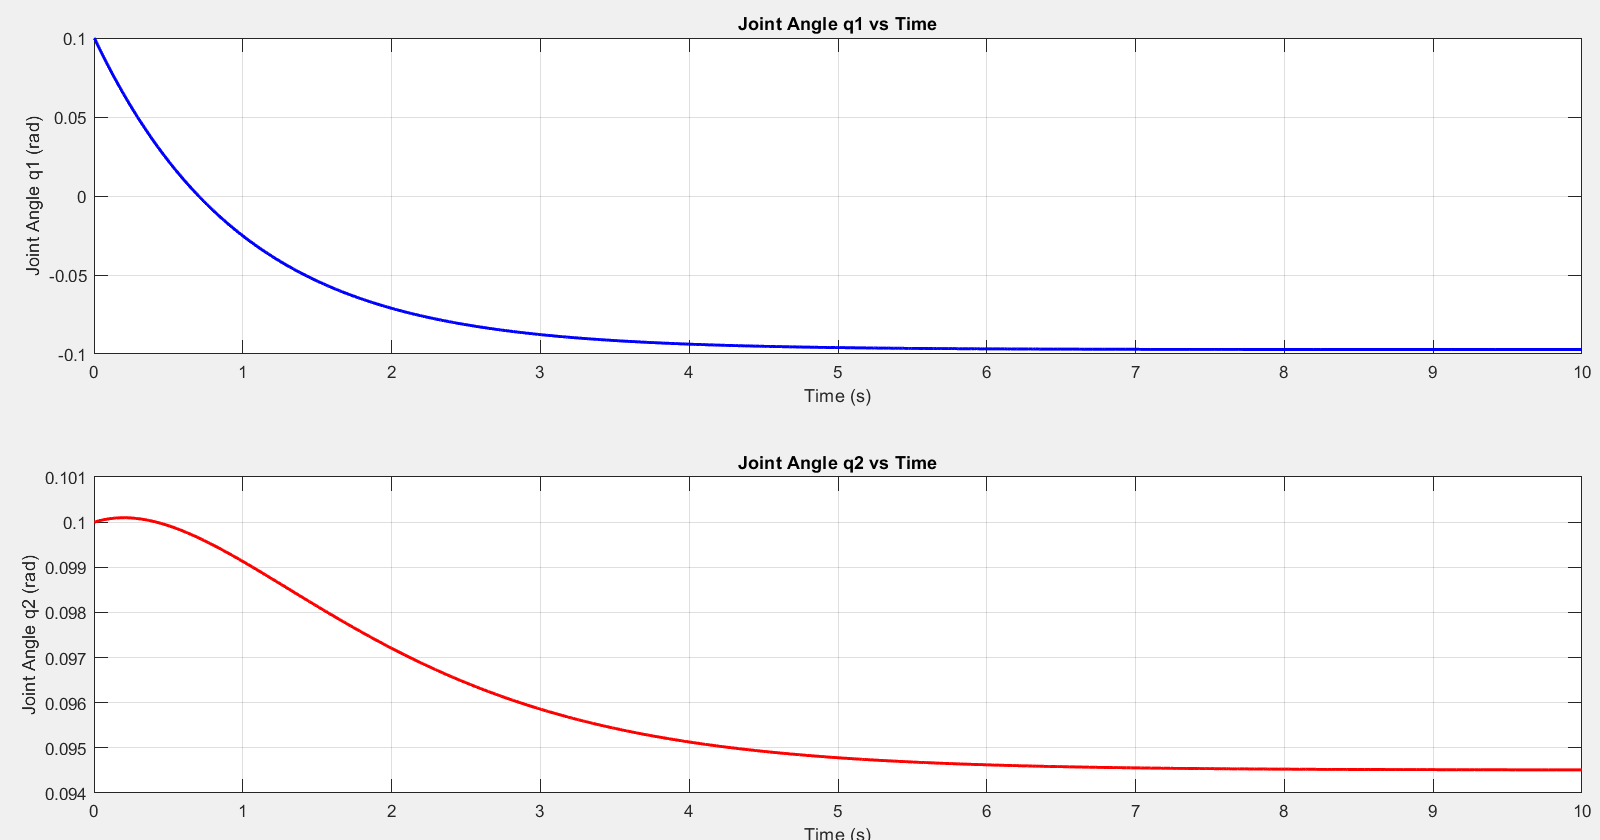 Joint Angle q1 vs Time
Joint Angle q1 (rad)
0.1
0.05
0
-0.05
-0.1
0 1 2 3 4 5 6 7 8 9 10
Time (s)
Joint Angle q2 vs Time
Joint Angle q2 (rad)
0.101
0.1
0.099
0.098
0.097
0.096
0.095
0.094
0 1 2 3 4 5 6 7 8 9 10
Time (s)